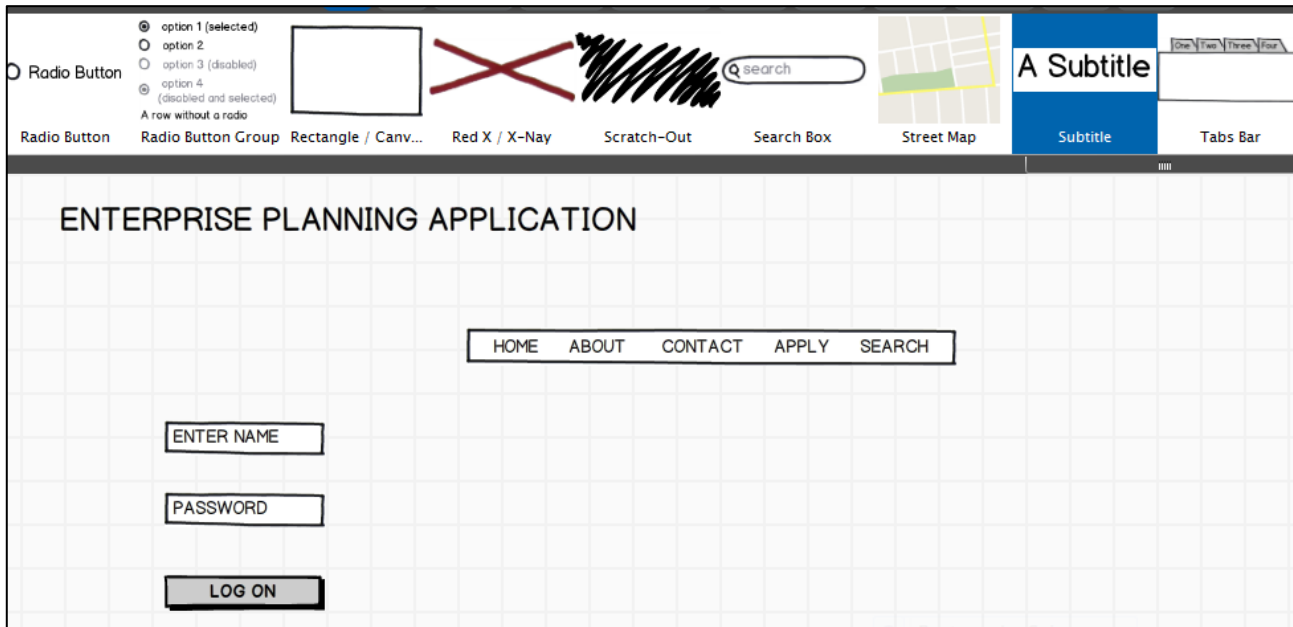 Radio Button
option 1 (selected)
option 2
option 3 (disabled)
option 4
(disabled and selected)
A row without a radio
search
A Subtitle
One Two Three Four
Radio Button
Radio Button Group
Rectangle / Canv...
Red X / X-Nay
Scratch-Out
Search Box
Street Map
Subtitle
Tabs Bar
ENTERPRISE PLANNING APPLICATION
HOME ABOUT CONTACT APPLY SEARCH
ENTER NAME
PASSWORD
LOG ON